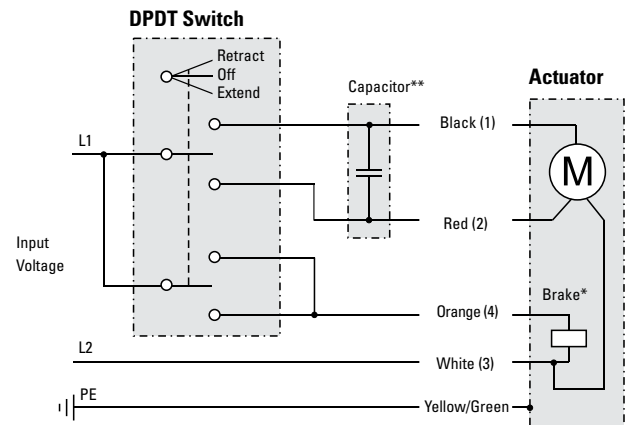 DPDT Switch
Retract
Off
Extend
Capacitor**
Actuator
L1
Black (1)
M
Red (2)
Input
Voltage
Brake*
Orange (4)
L2
White (3)
PE
Yellow/Green